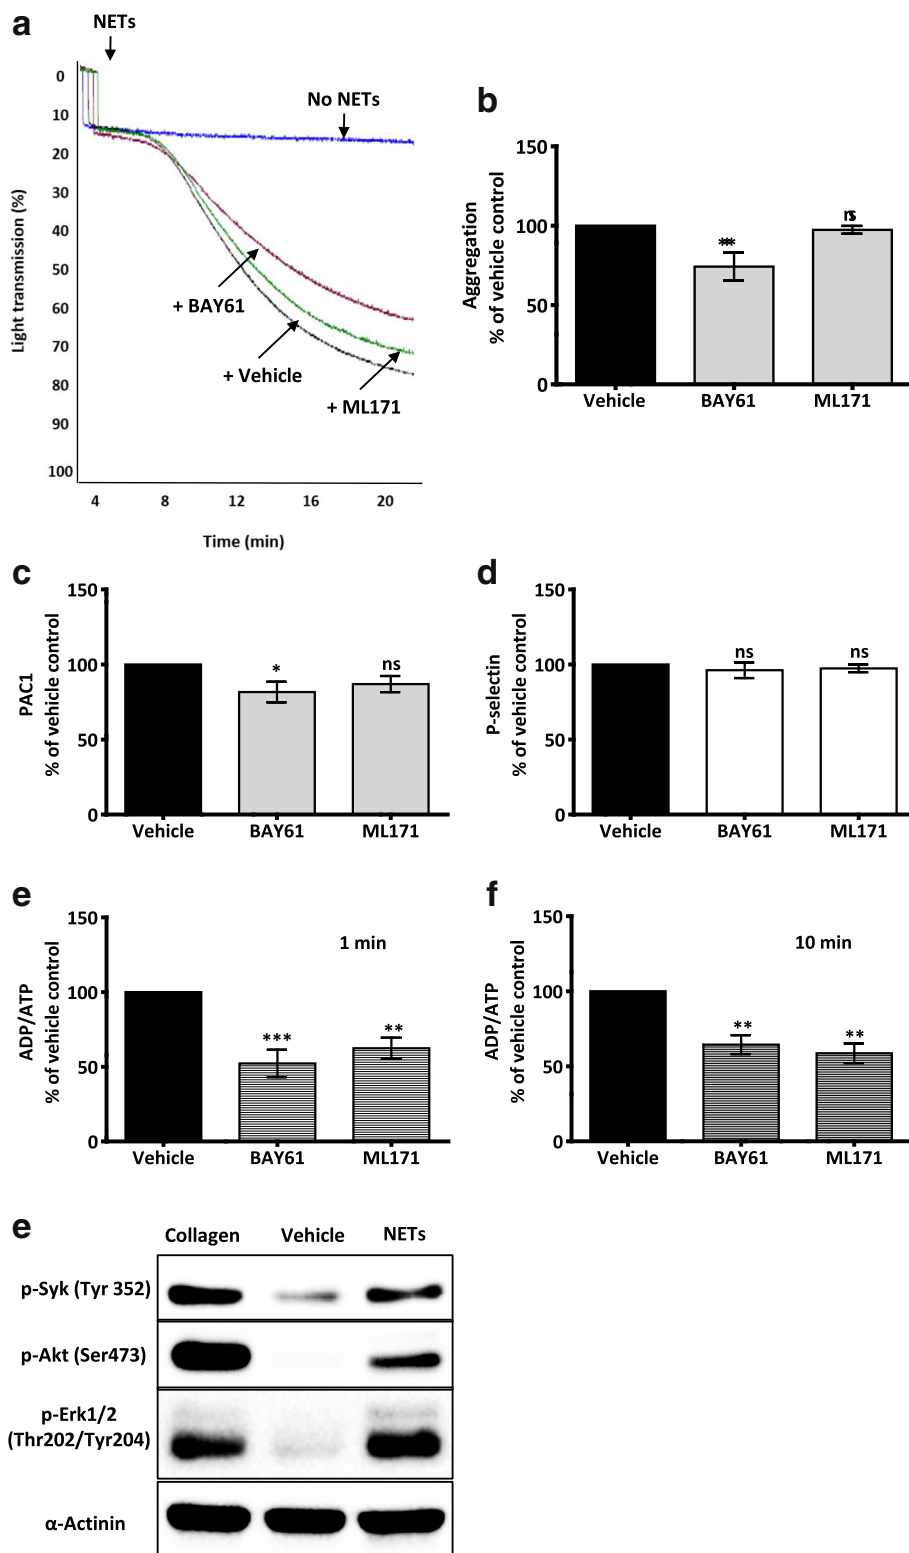 a
NETs
0
10
20
30
40
50
60
70
80
90
100
Light transmission (%)
No NETs
+ BAY61
+ Vehicle
+ ML171
4 8 12 16 20
Time (min)
b
Aggregation
% of vehicle control
150
100
50
0
**
ns
Vehicle BAY61 ML171
c
PAC1
% of vehicle control
150
100
50
0
*
ns
Vehicle BAY61 ML171
d
P-selectin
% of vehicle control
150
100
50
0
ns
ns
Vehicle BAY61 ML171
e
ADP/ATP
% of vehicle control
150
100
50
0
1 min
***
**
Vehicle BAY61 ML171
f
ADP/ATP
% of vehicle control
150
100
50
0
10 min
**
**
Vehicle BAY61 ML171
e
Collagen Vehicle NETs
p-Syk (Tyr 352)
p-Akt (Ser473)
p-Erk1/2
(Thr202/Tyr204)
α-Actinin